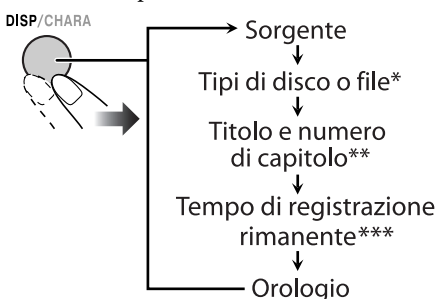 DISP/CHARA
Sorgente
Tipi di disco o file*
Titolo e numero
di capitolo**
Tempo di registrazione
rimanente***
Orologio